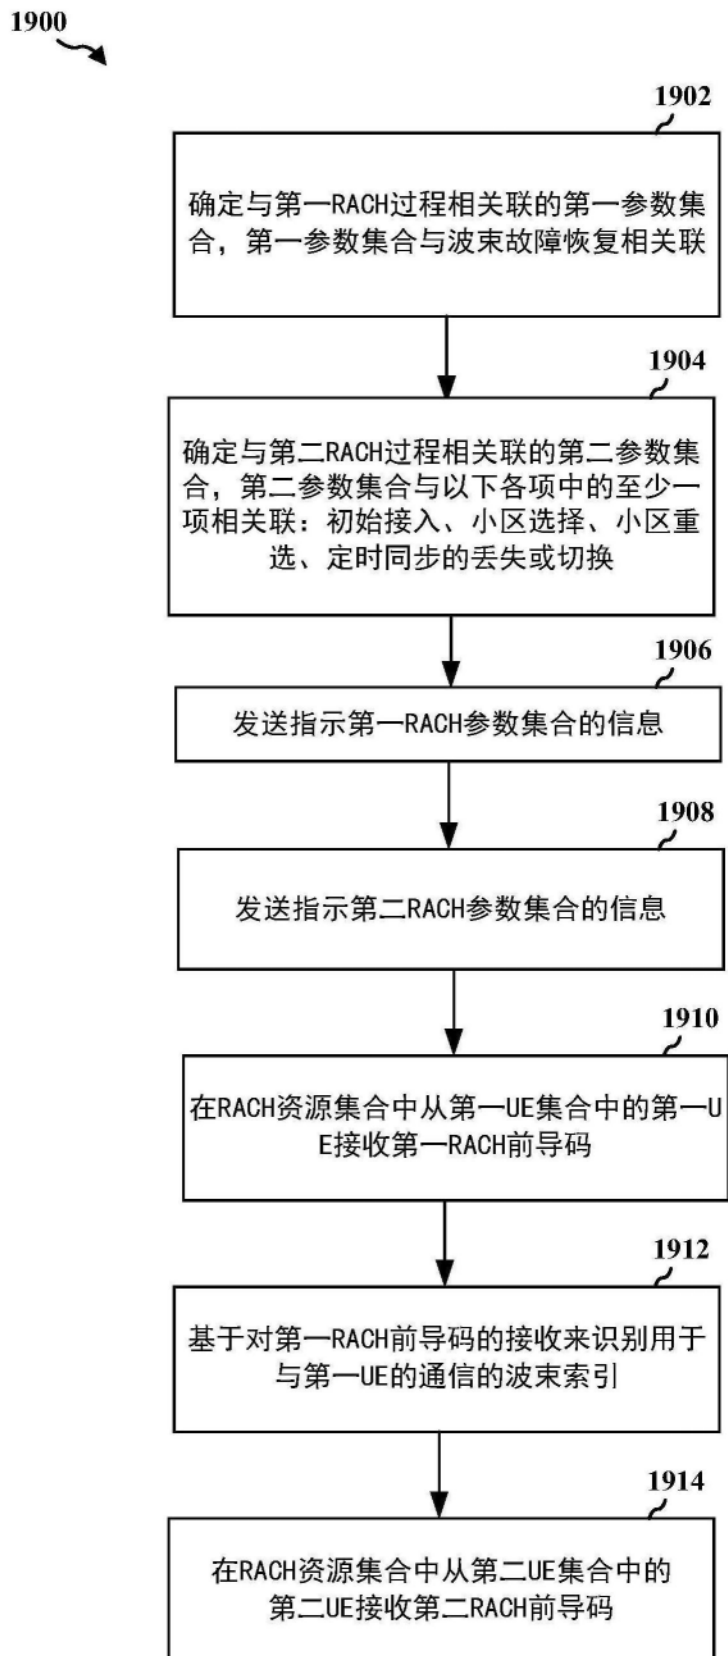 1900
1902
确定与第一RACH过程相关联的第一参数集
合，第一参数集合与波束故障恢复相关联
1904
确定与第二RACH过程相关联的第二参数集
合，第二参数集合与以下各项中的至少一
项相关联：初始接入、小区选择、小区重
选、定时同步的丢失或切换
1906
发送指示第一RACH参数集合的信息
1908
发送指示第二RACH参数集合的信息
1910
在RACH资源集合中从第一UE集合中的第一U
E接收第一RACH前导码
1912
基于对第一RACH前导码的接收来识别用于
与第一UE的通信的波束索引
1914
在RACH资源集合中从第二UE集合中的
第二UE接收第二RACH前导码